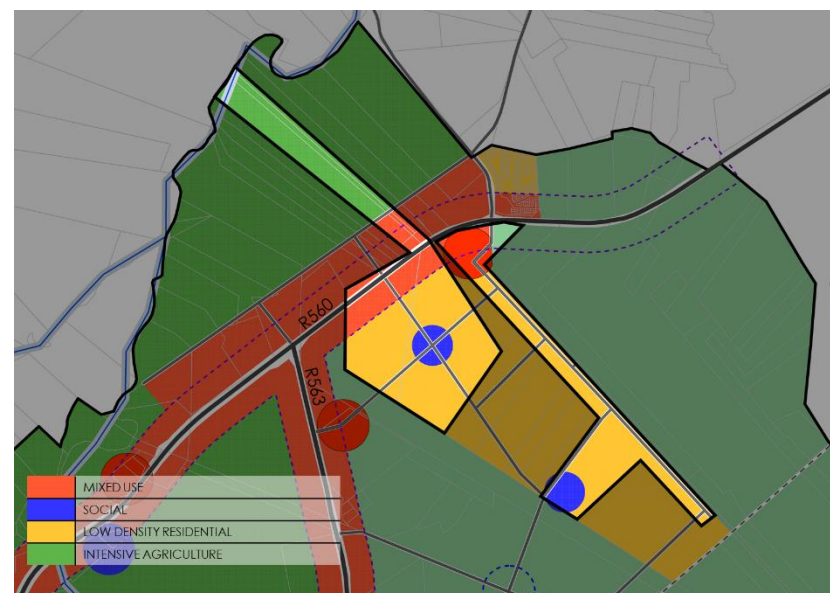 R560
R563
MIXED USE
SOCIAL
LOW DENSITY RESIDENTIAL
INTENSIVE AGRICULTURE